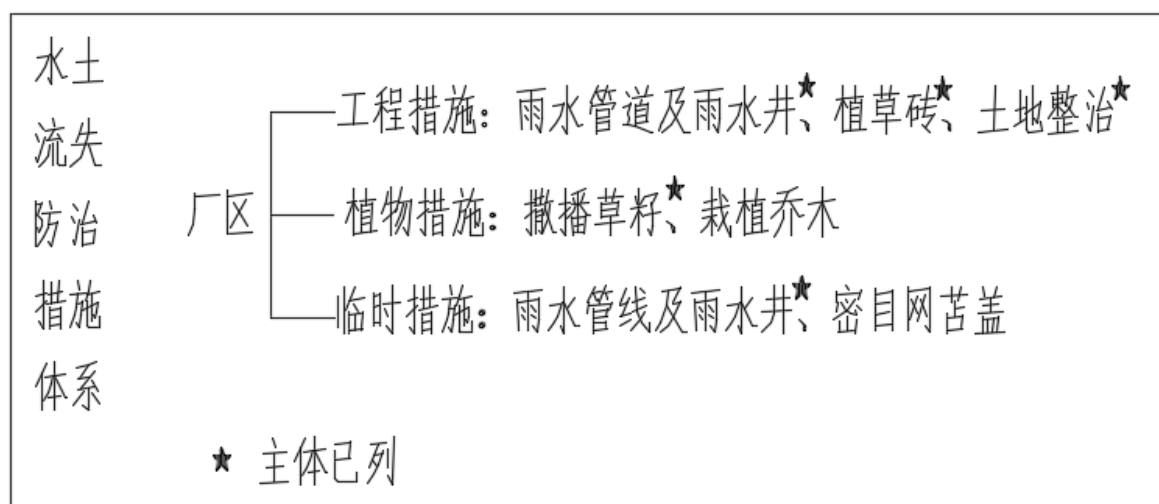 水土
流失
防治
措施
体系
厂区
工程措施：雨水管道及雨水井★、植草砖★、土地整治★
植物措施：撒播草籽★、栽植乔木
临时措施：雨水管线及雨水井★、密目网苫盖
★ 主体已列